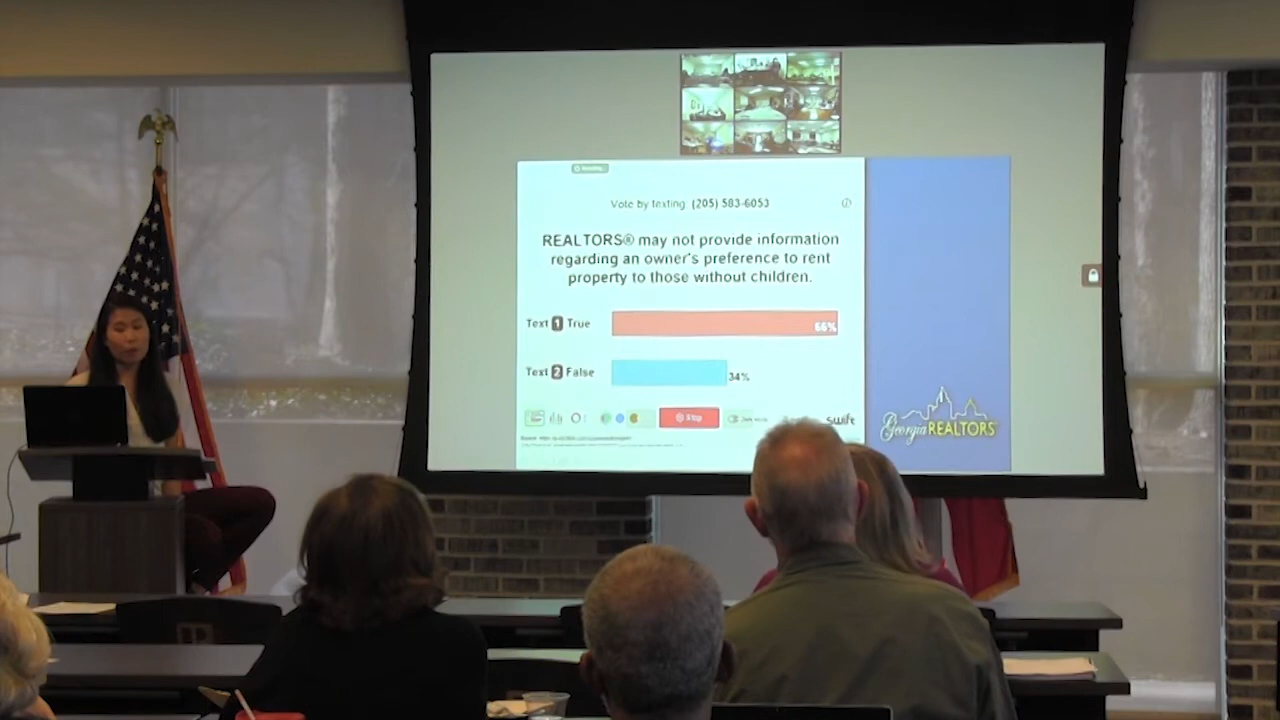 Vote by texting (205) 583-6053
REALTORS® may not provide information
regarding an owner's preference to rent
property to those without children.
Text 1 True
66%
Text 2 False
34%
Stop
swift
Georgia REALTORS®